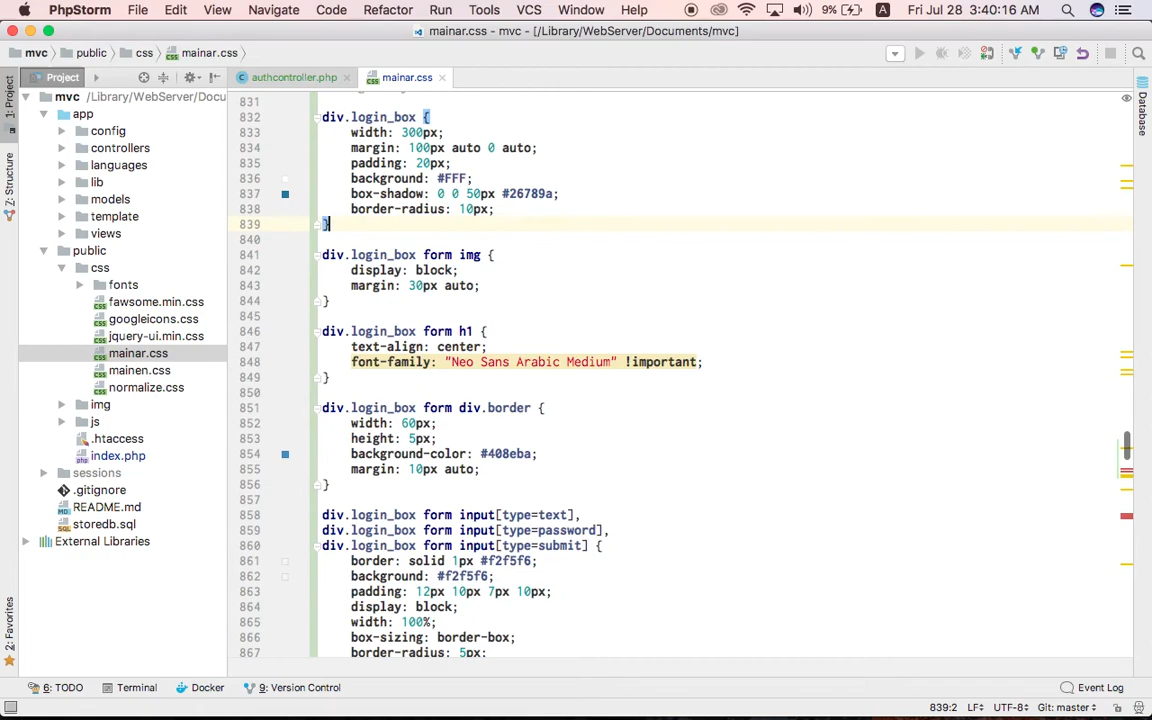 PhpStorm File Edit View Navigate Code Refactor Run Tools VCS Window Help 9% A Fri Jul 28 3:40:16 AM
mainar.css - mvc - [/Library/WebServer/Documents/mvc]
mvc public css mainar.css
Project authcontroller.php mainar.css
1: Project
2: Structure
2: Favorites
Database
mvc /Library/WebServer/Docu
app
config
controllers
languages
lib
models
template
views
public
css
fonts
fawsome.min.css
googleicons.css
jquery-ui.min.css
mainar.css
mainen.css
normalize.css
img
js
.htaccess
index.php
sessions
.gitignore
README.md
storedb.sql
External Libraries
831
832 div.login_box {
833 width: 300px;
834 margin: 100px auto 0 auto;
835 padding: 20px;
836 background: #FFF;
837 box-shadow: 0 0 50px #26789a;
838 border-radius: 10px;
839 }
840
841 div.login_box form img {
842 display: block;
843 margin: 30px auto;
844 }
845
846 div.login_box form h1 {
847 text-align: center;
848 font-family: "Neo Sans Arabic Medium" !important;
849 }
850
851 div.login_box form div.border {
852 width: 60px;
853 height: 5px;
854 background-color: #408eba;
855 margin: 10px auto;
856 }
857
858 div.login_box form input[type=text],
859 div.login_box form input[type=password],
860 div.login_box form input[type=submit] {
861 border: solid 1px #f2f5f6;
862 background: #f2f5f6;
863 padding: 12px 10px 7px 10px;
864 display: block;
865 width: 100%;
866 box-sizing: border-box;
867 border-radius: 5px;
6: TODO Terminal Docker 9: Version Control Event Log
839:2 LF UTF-8 Git: master